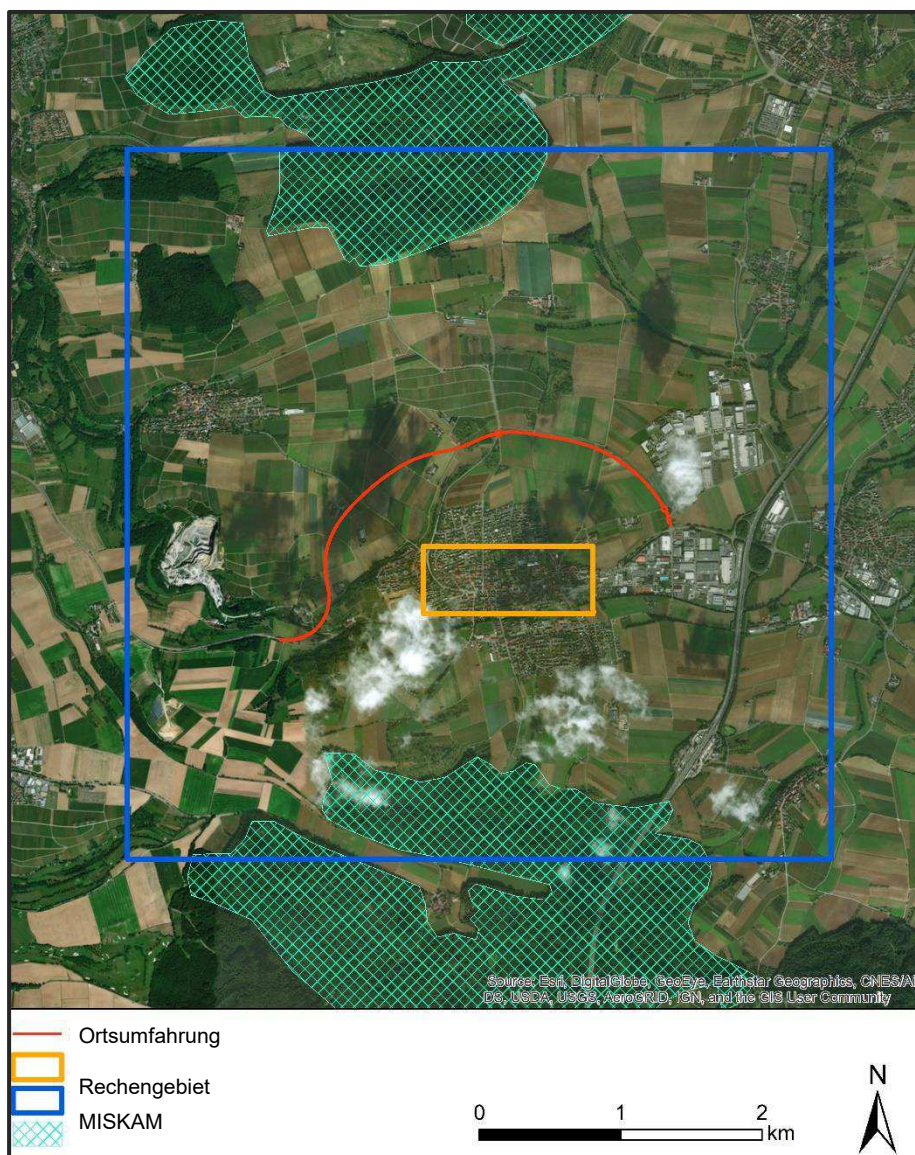 Source: Esri, DigitalGlobe, GeoEye, Earthstar Geographics, CNES/Ai
DS, USDA, USGS, AeroGRID, IGN, and the GIS User Community
Ortsumfahrung
Rechengebiet
MISKAM
0 1 2
km
N